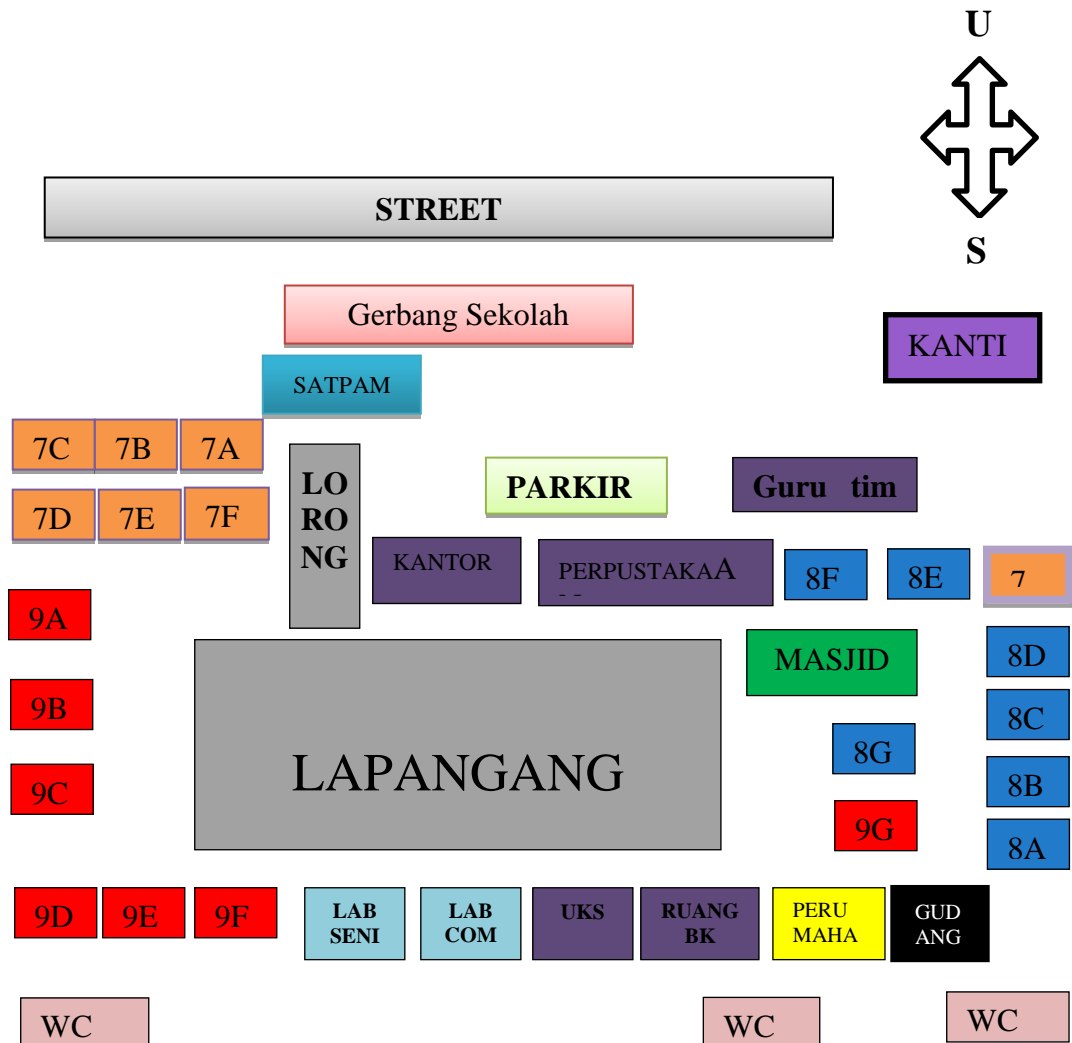 U
STREET
S
Gerbang Sekolah
KANTI
SATPAM
7C 7B 7A
LO
RO
NG
PARKIR
Guru tim
7D 7E 7F
KANTOR
PERPUSTAKAA
8F 8E 7
9A
MASJID
8D
9B
8C
LAPANGANG
8G
9C
8B
9G
8A
9D 9E 9F
LAB
SENI
LAB
COM
UKS
RUANG
BK
PERU
MAHA
GUD
ANG
WC WC WC